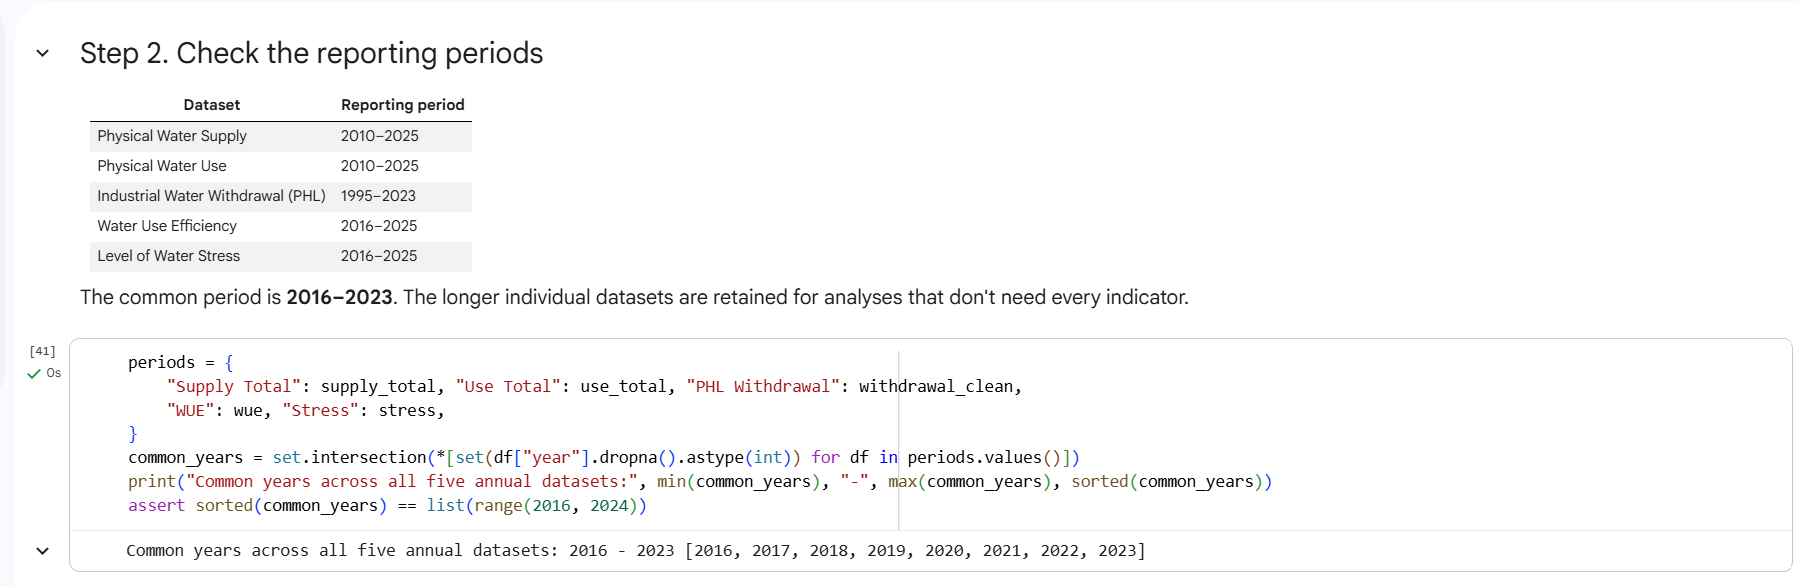 Step 2. Check the reporting periods
Dataset Reporting period
Physical Water Supply 2010–2025
Physical Water Use 2010–2025
Industrial Water Withdrawal (PHL) 1995–2023
Water Use Efficiency 2016–2025
Level of Water Stress 2016–2025
The common period is 2016–2023. The longer individual datasets are retained for analyses that don't need every indicator.
[41]
0s
periods = {
    "Supply Total": supply_total, "Use Total": use_total, "PHL Withdrawal": withdrawal_clean,
    "WUE": wue, "Stress": stress,
}
common_years = set.intersection(*[set(df["year"].dropna().astype(int)) for df in periods.values()])
print("Common years across all five annual datasets:", min(common_years), "-", max(common_years), sorted(common_years))
assert sorted(common_years) == list(range(2016, 2024))
Common years across all five annual datasets: 2016 - 2023 [2016, 2017, 2018, 2019, 2020, 2021, 2022, 2023]